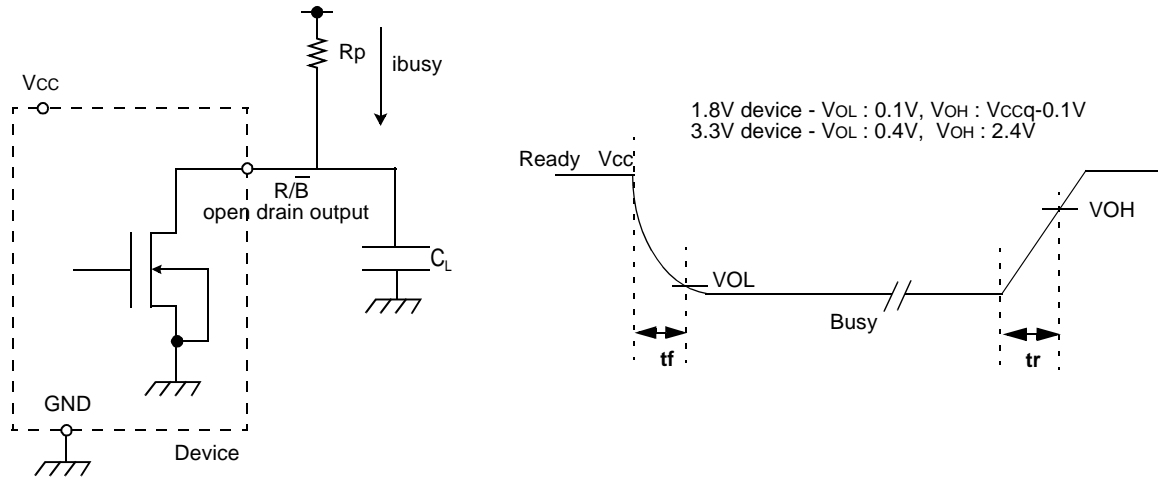 Rp
ibusy
VCC
R/B̅
open drain output
CL
GND
Device
1.8V device - VOL : 0.1V, VOH : VCCq-0.1V
3.3V device - VOL : 0.4V, VOH : 2.4V
Ready Vcc
VOH
VOL
Busy
tf
tr